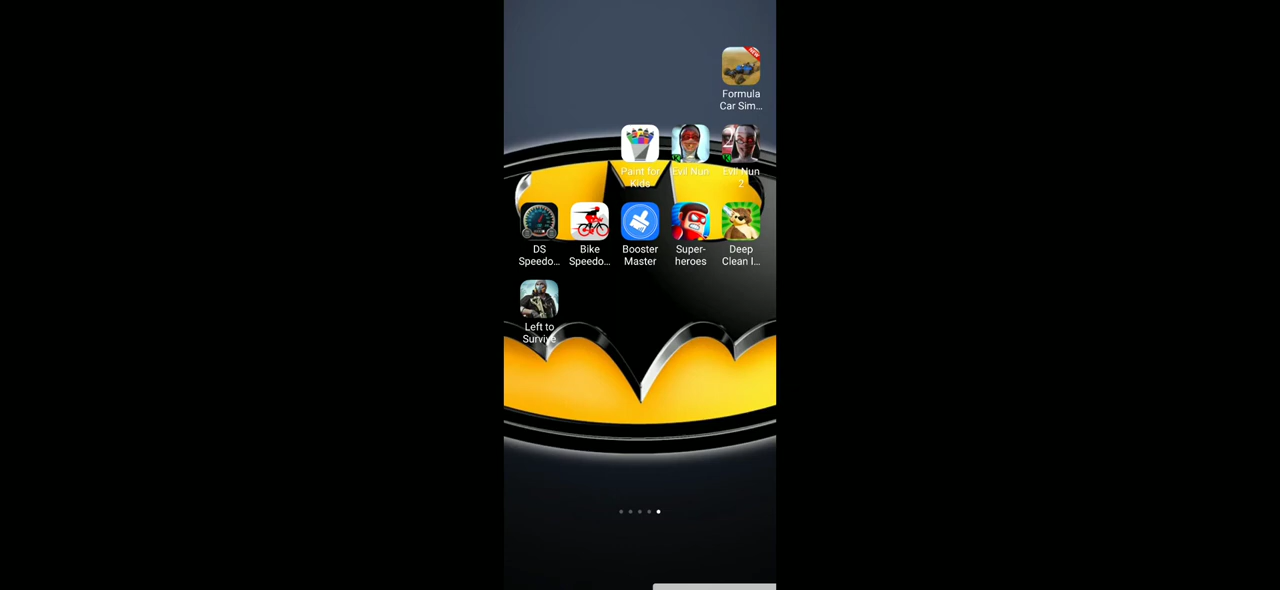 Formula
Car Sim...
Paint for
Kids
Evil Nun
Evil Nun
2
DS
Speedo...
Bike
Speedo...
Booster
Master
Super-
heroes
Deep
Clean I...
Left to
Survive